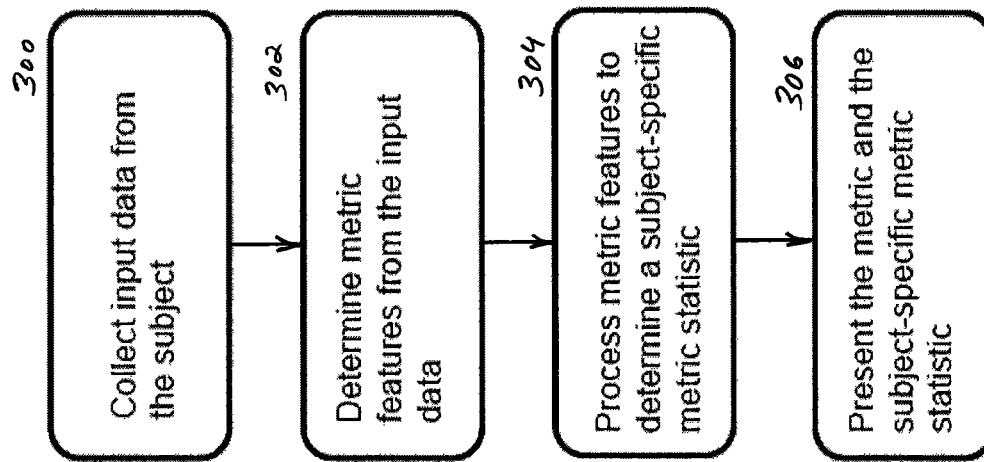 300
Collect input data from
the subject
302
Determine metric
features from the input
data
304
Process metric features to
determine a subject-specific
metric statistic
306
Present the metric and the
subject-specific metric
statistic